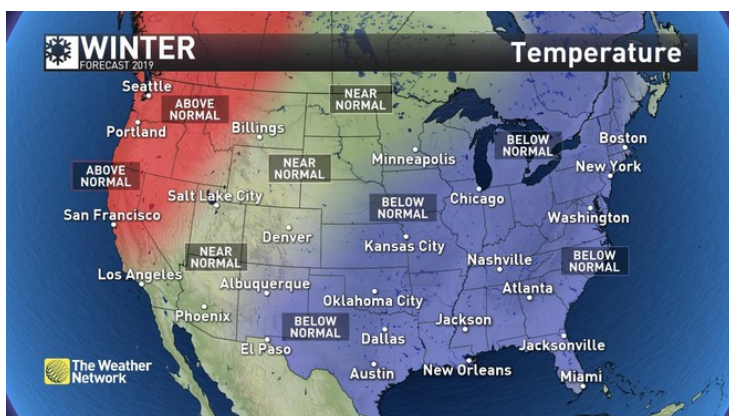 WINTER
FORECAST 2019
Temperature
Seattle
ABOVE
NORMAL
NEAR
NORMAL
Portland
Billings
BELOW
NORMAL
Boston
Minneapolis
New York
ABOVE
NORMAL
NEAR
NORMAL
Salt Lake City
BELOW
NORMAL
Chicago
San Francisco
Washington
Denver
Kansas City
NEAR
NORMAL
Nashville
BELOW
NORMAL
Los Angeles
Albuquerque
Oklahoma City
Atlanta
Phoenix
BELOW
NORMAL
Jackson
El Paso
Dallas
Jacksonville
The Weather
Network
Austin
New Orleans
Miami